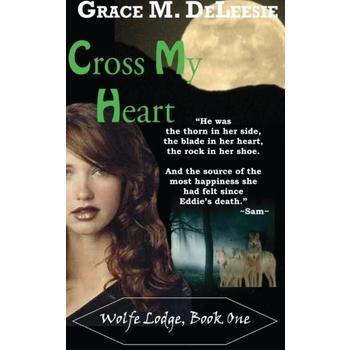 GRACE M. DELEESIE
CROSS MY
HEART
"He was
the thorn in her side,
the blade in her heart,
the rock in her shoe.
And the source of the
most happiness she
had felt since
Eddie's death."
~Sam~
Wolfe Lodge, Book One